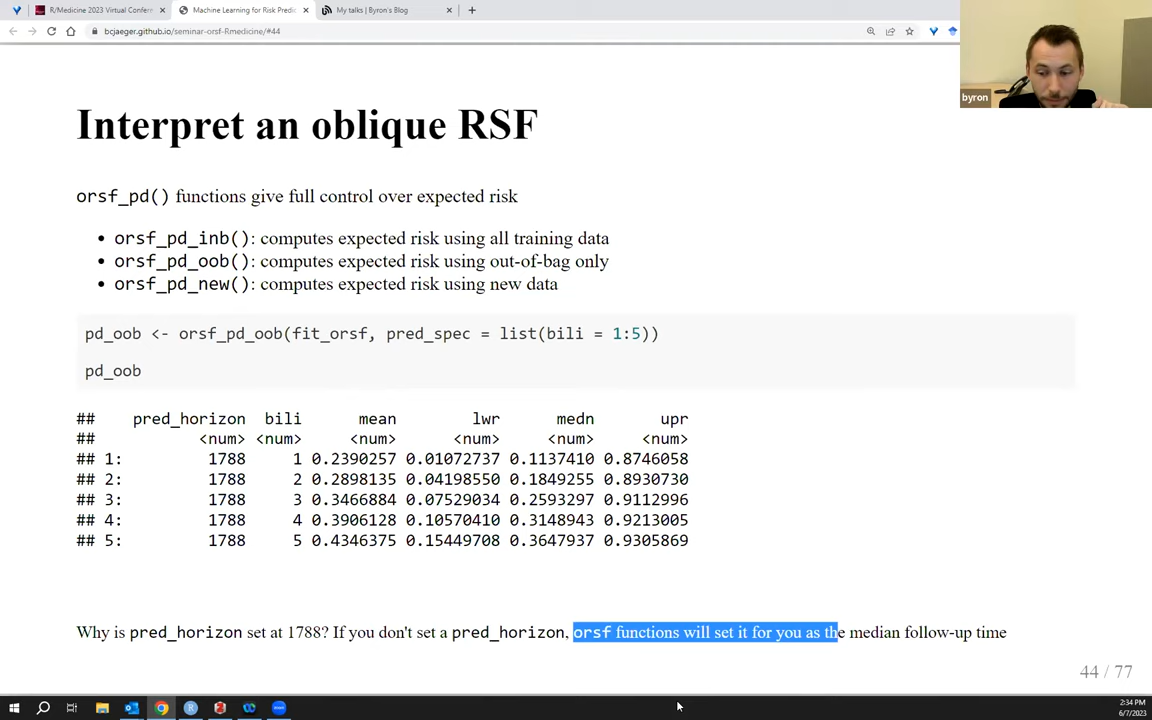 R/Medicine 2023 Virtual Confere
Machine Learning for Risk Predic
My talks | Byron's Blog
bcjaeger.github.io/seminar-orsf-Rmedicine/#44
byron
Interpret an oblique RSF
orsf_pd() functions give full control over expected risk
• orsf_pd_inb(): computes expected risk using all training data
• orsf_pd_oob(): computes expected risk using out-of-bag only
• orsf_pd_new(): computes expected risk using new data
pd_oob <- orsf_pd_oob(fit_orsf, pred_spec = list(bili = 1:5))
pd_oob
## pred_horizon bili mean lwr medn upr
## <num> <num> <num> <num> <num> <num>
## 1: 1788 1 0.2390257 0.01072737 0.1137410 0.8746058
## 2: 1788 2 0.2898135 0.04198550 0.1849255 0.8930730
## 3: 1788 3 0.3466884 0.07529034 0.2593297 0.9112996
## 4: 1788 4 0.3906128 0.10570410 0.3148943 0.9213005
## 5: 1788 5 0.4346375 0.15449708 0.3647937 0.9305869
Why is pred_horizon set at 1788? If you don't set a pred_horizon, orsf functions will set it for you as the median follow-up time
44 / 77
2:34 PM
6/7/2023